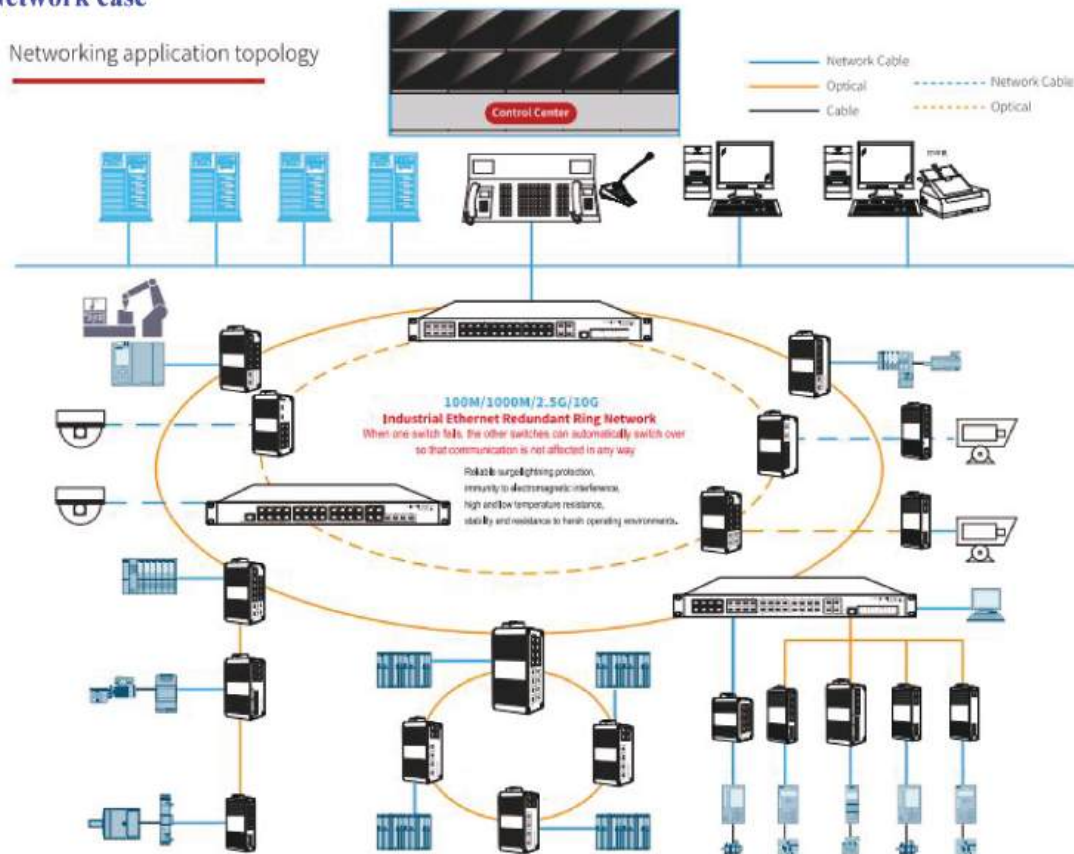 Network case
Networking application topology
Control Center
Network Cable
Optical
Cable
Network Cable
Optical
100M/1000M/2.5G/10G
Industrial Ethernet Redundant Ring Network
When one switch fails, the other switches can automatically switch over
so that communication is not affected in any way
Reliable surge lightning protection,
immunity to electromagnetic interference,
high and low temperature resistance,
stability and resistance to harsh operating environments.